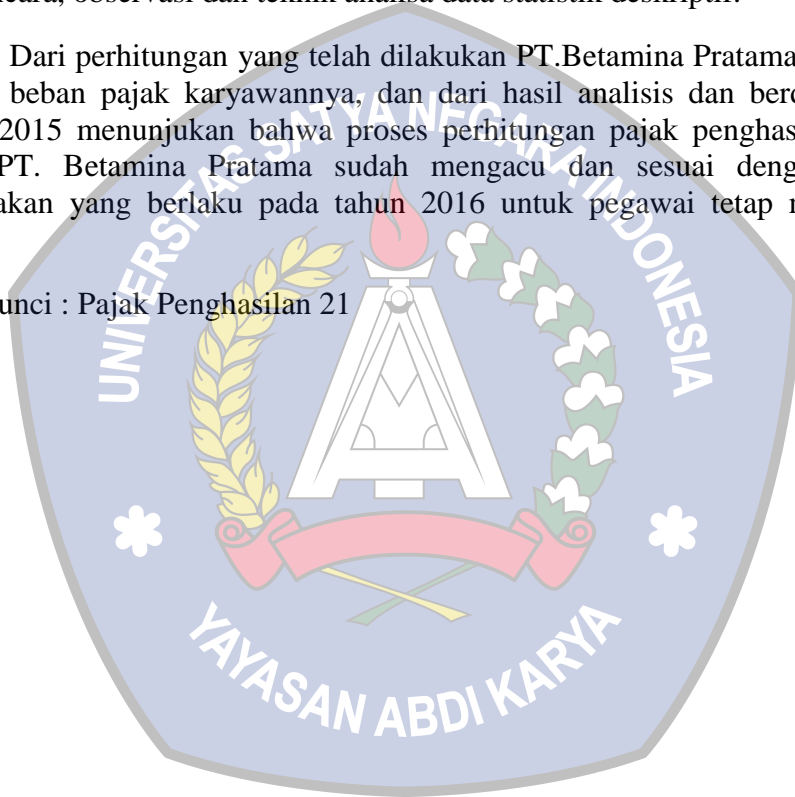 cara, observasi dan teknik analisa data statistik deskriptif.
Dari perhitungan yang telah dilakukan PT.Betamina Pratama
beban pajak karyawannya, dan dari hasil analisis dan berd
2015 menunjukan bahwa proses perhitungan pajak penghas
PT. Betamina Pratama sudah mengacu dan sesuai deng
akan yang berlaku pada tahun 2016 untuk pegawai tetap
unci : Pajak Penghasilan 21
UNIVERSITAS SATYA NEGARA INDONESIA
YAYASAN ABDI KARYA